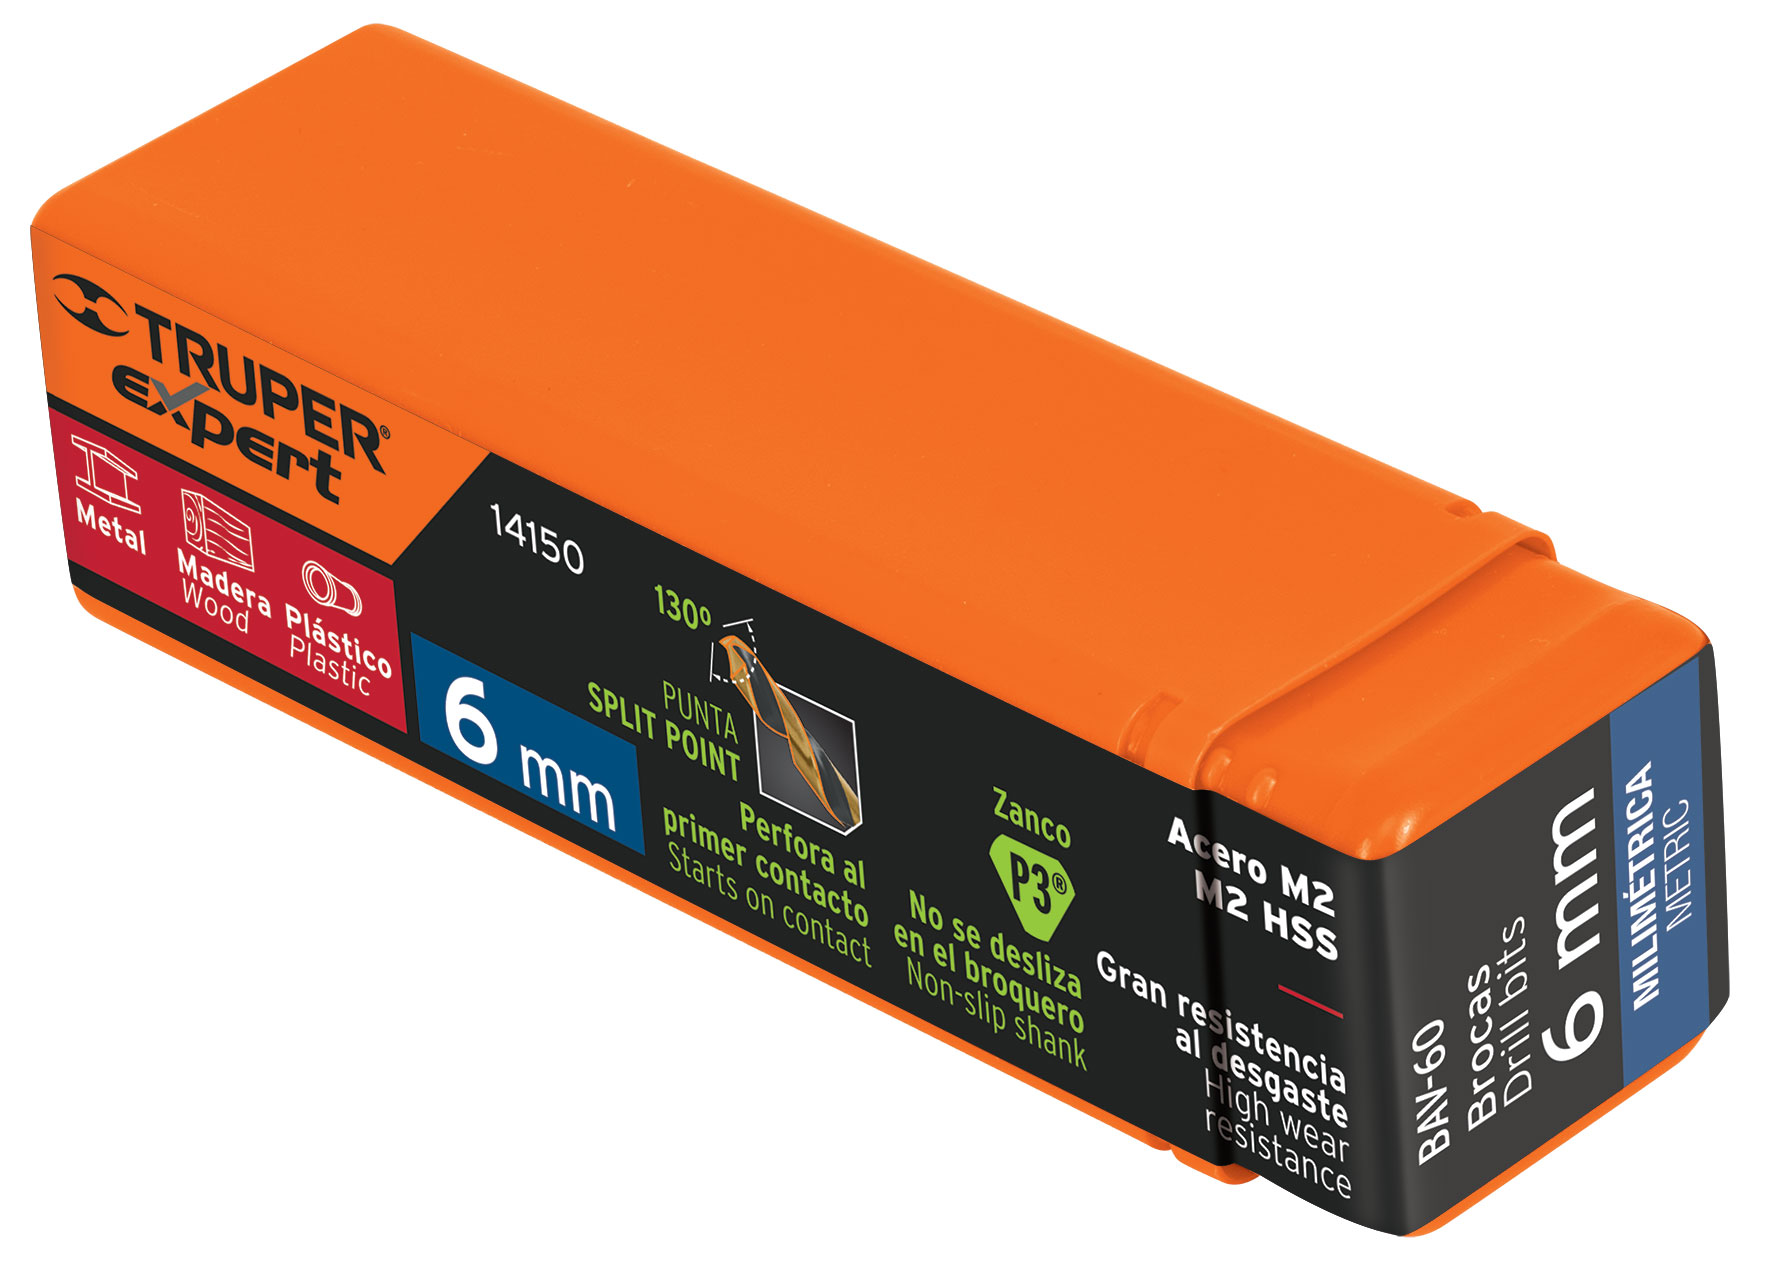 TRUPER®
expert
Metal
Madera
Wood
Plástico
Plastic
14150
6 mm
130º
PUNTA
SPLIT POINT
Perfora al
primer contacto
Starts on contact
Zanco
P3®
No se desliza
en el broquero
Non-slip shank
Acero M2
M2 HSS
Gran resistencia
al desgaste
High wear
resistance
BAV-60
Brocas
Drill bits
6 mm
MILIMÉTRICA
METRIC